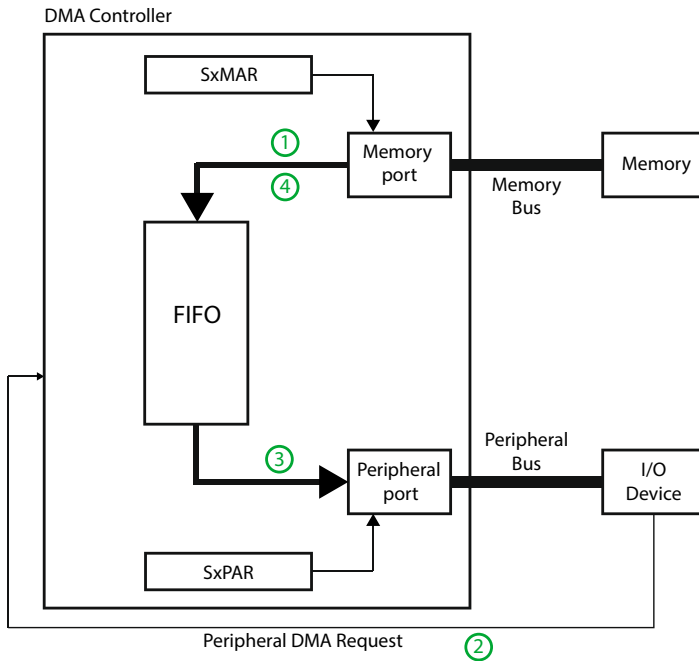 DMA Controller
SxMAR
1
Memory
port
Memory
4
Memory
Bus
FIFO
3
Peripheral
port
Peripheral
Bus
I/O
Device
SxPAR
Peripheral DMA Request
2